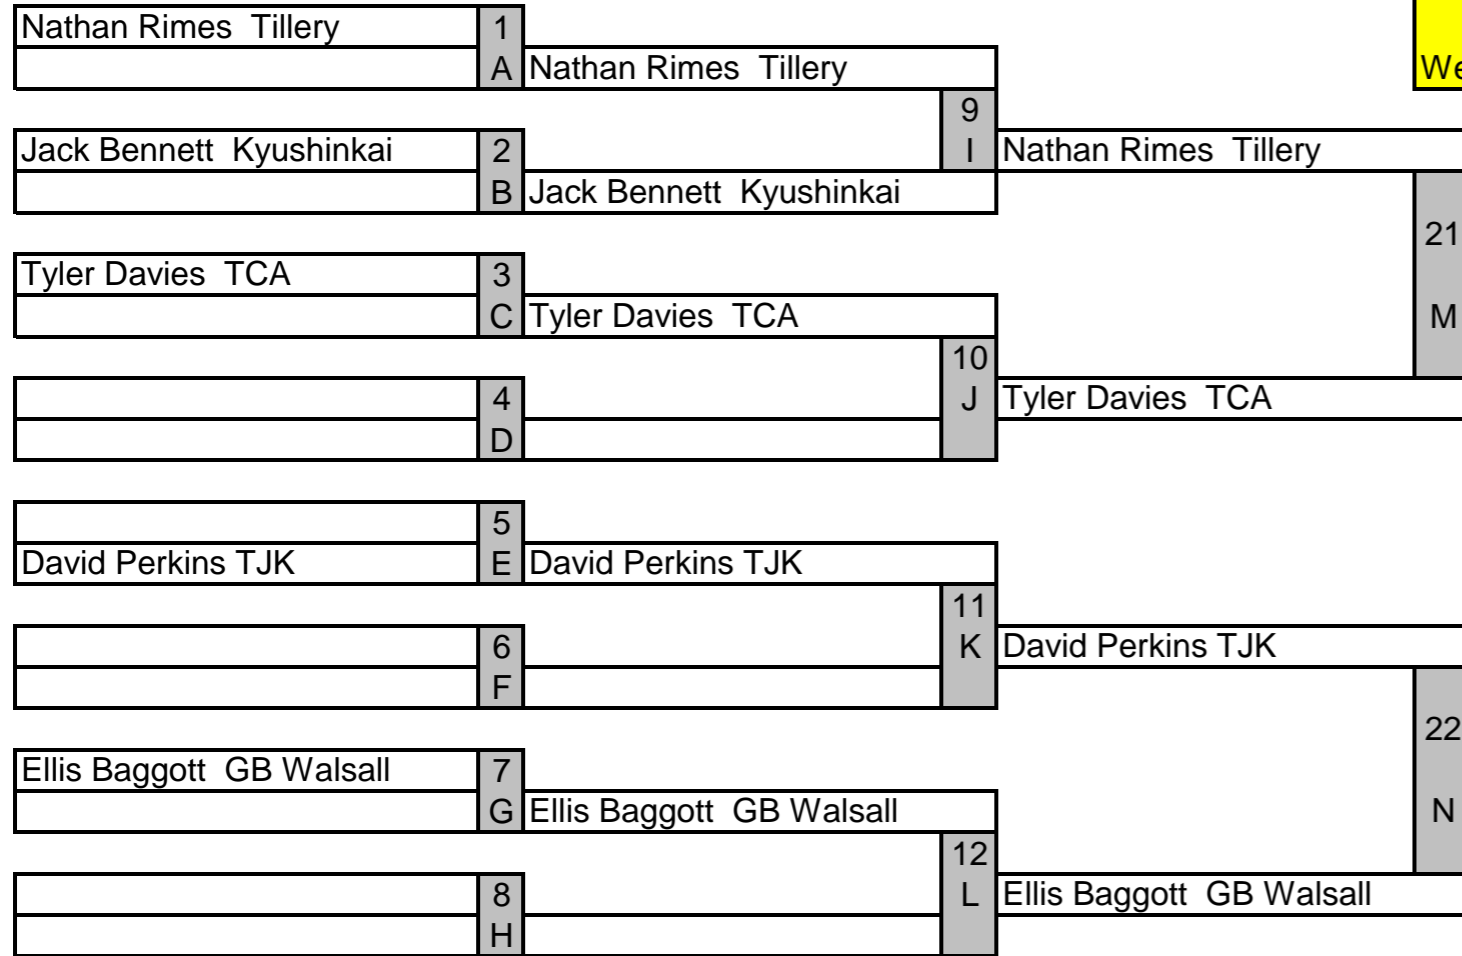 Nathan Rimes  Tillery 1
A Nathan Rimes  Tillery
We
9
Jack Bennett  Kyushinkai 2 I Nathan Rimes  Tillery
B Jack Bennett  Kyushinkai
21
Tyler Davies  TCA 3
C Tyler Davies  TCA M
10
4 J Tyler Davies  TCA
D
5
David Perkins TJK E David Perkins TJK
11
6 K David Perkins TJK
F
22
Ellis Baggott  GB Walsall 7
G Ellis Baggott  GB Walsall N
12
8 L Ellis Baggott  GB Walsall
H